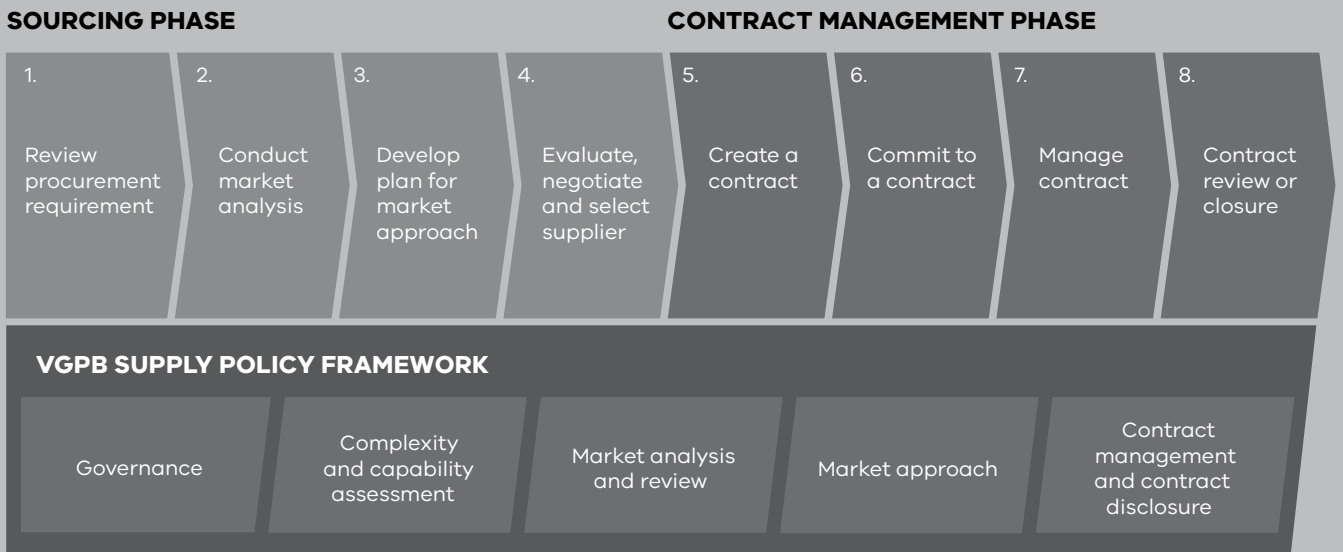 SOURCING PHASE
CONTRACT MANAGEMENT PHASE
1.
Review
procurement
requirement
2.
Conduct
market
analysis
3.
Develop
plan for
market
approach
4.
Evaluate,
negotiate
and select
supplier
5.
Create a
contract
6.
Commit to
a contract
7.
Manage
contract
8.
Contract
review or
closure
VGPB SUPPLY POLICY FRAMEWORK
Governance
Complexity
and capability
assessment
Market analysis
and review
Market approach
Contract
management
and contract
disclosure